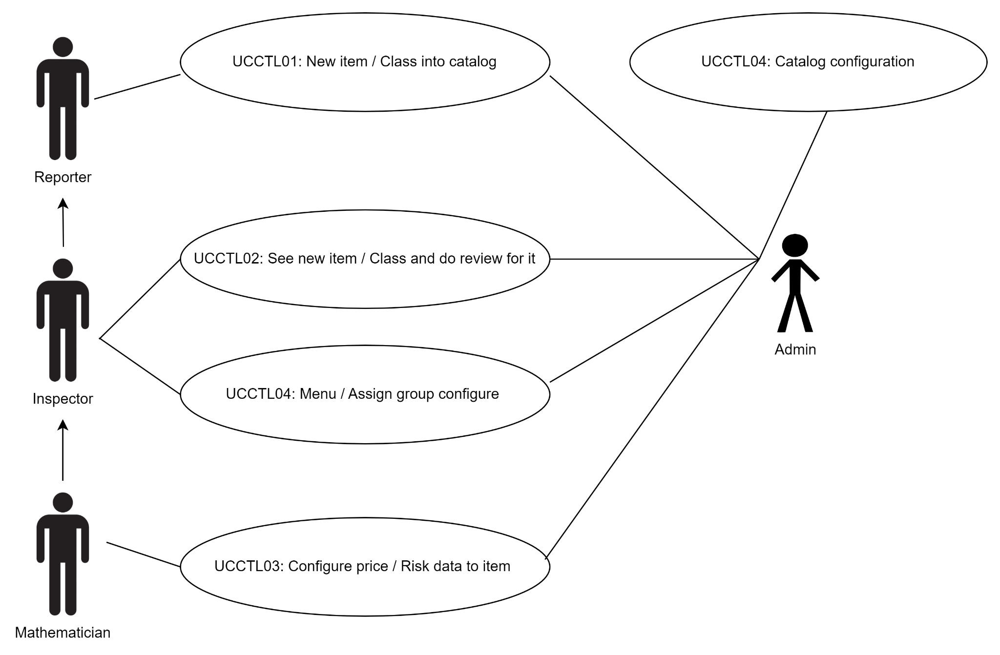 UCCTL01: New item / Class into catalog
UCCTL04: Catalog configuration
Reporter
UCCTL02: See new item / Class and do review for it
Admin
UCCTL04: Menu / Assign group configure
Inspector
UCCTL03: Configure price / Risk data to item
Mathematician